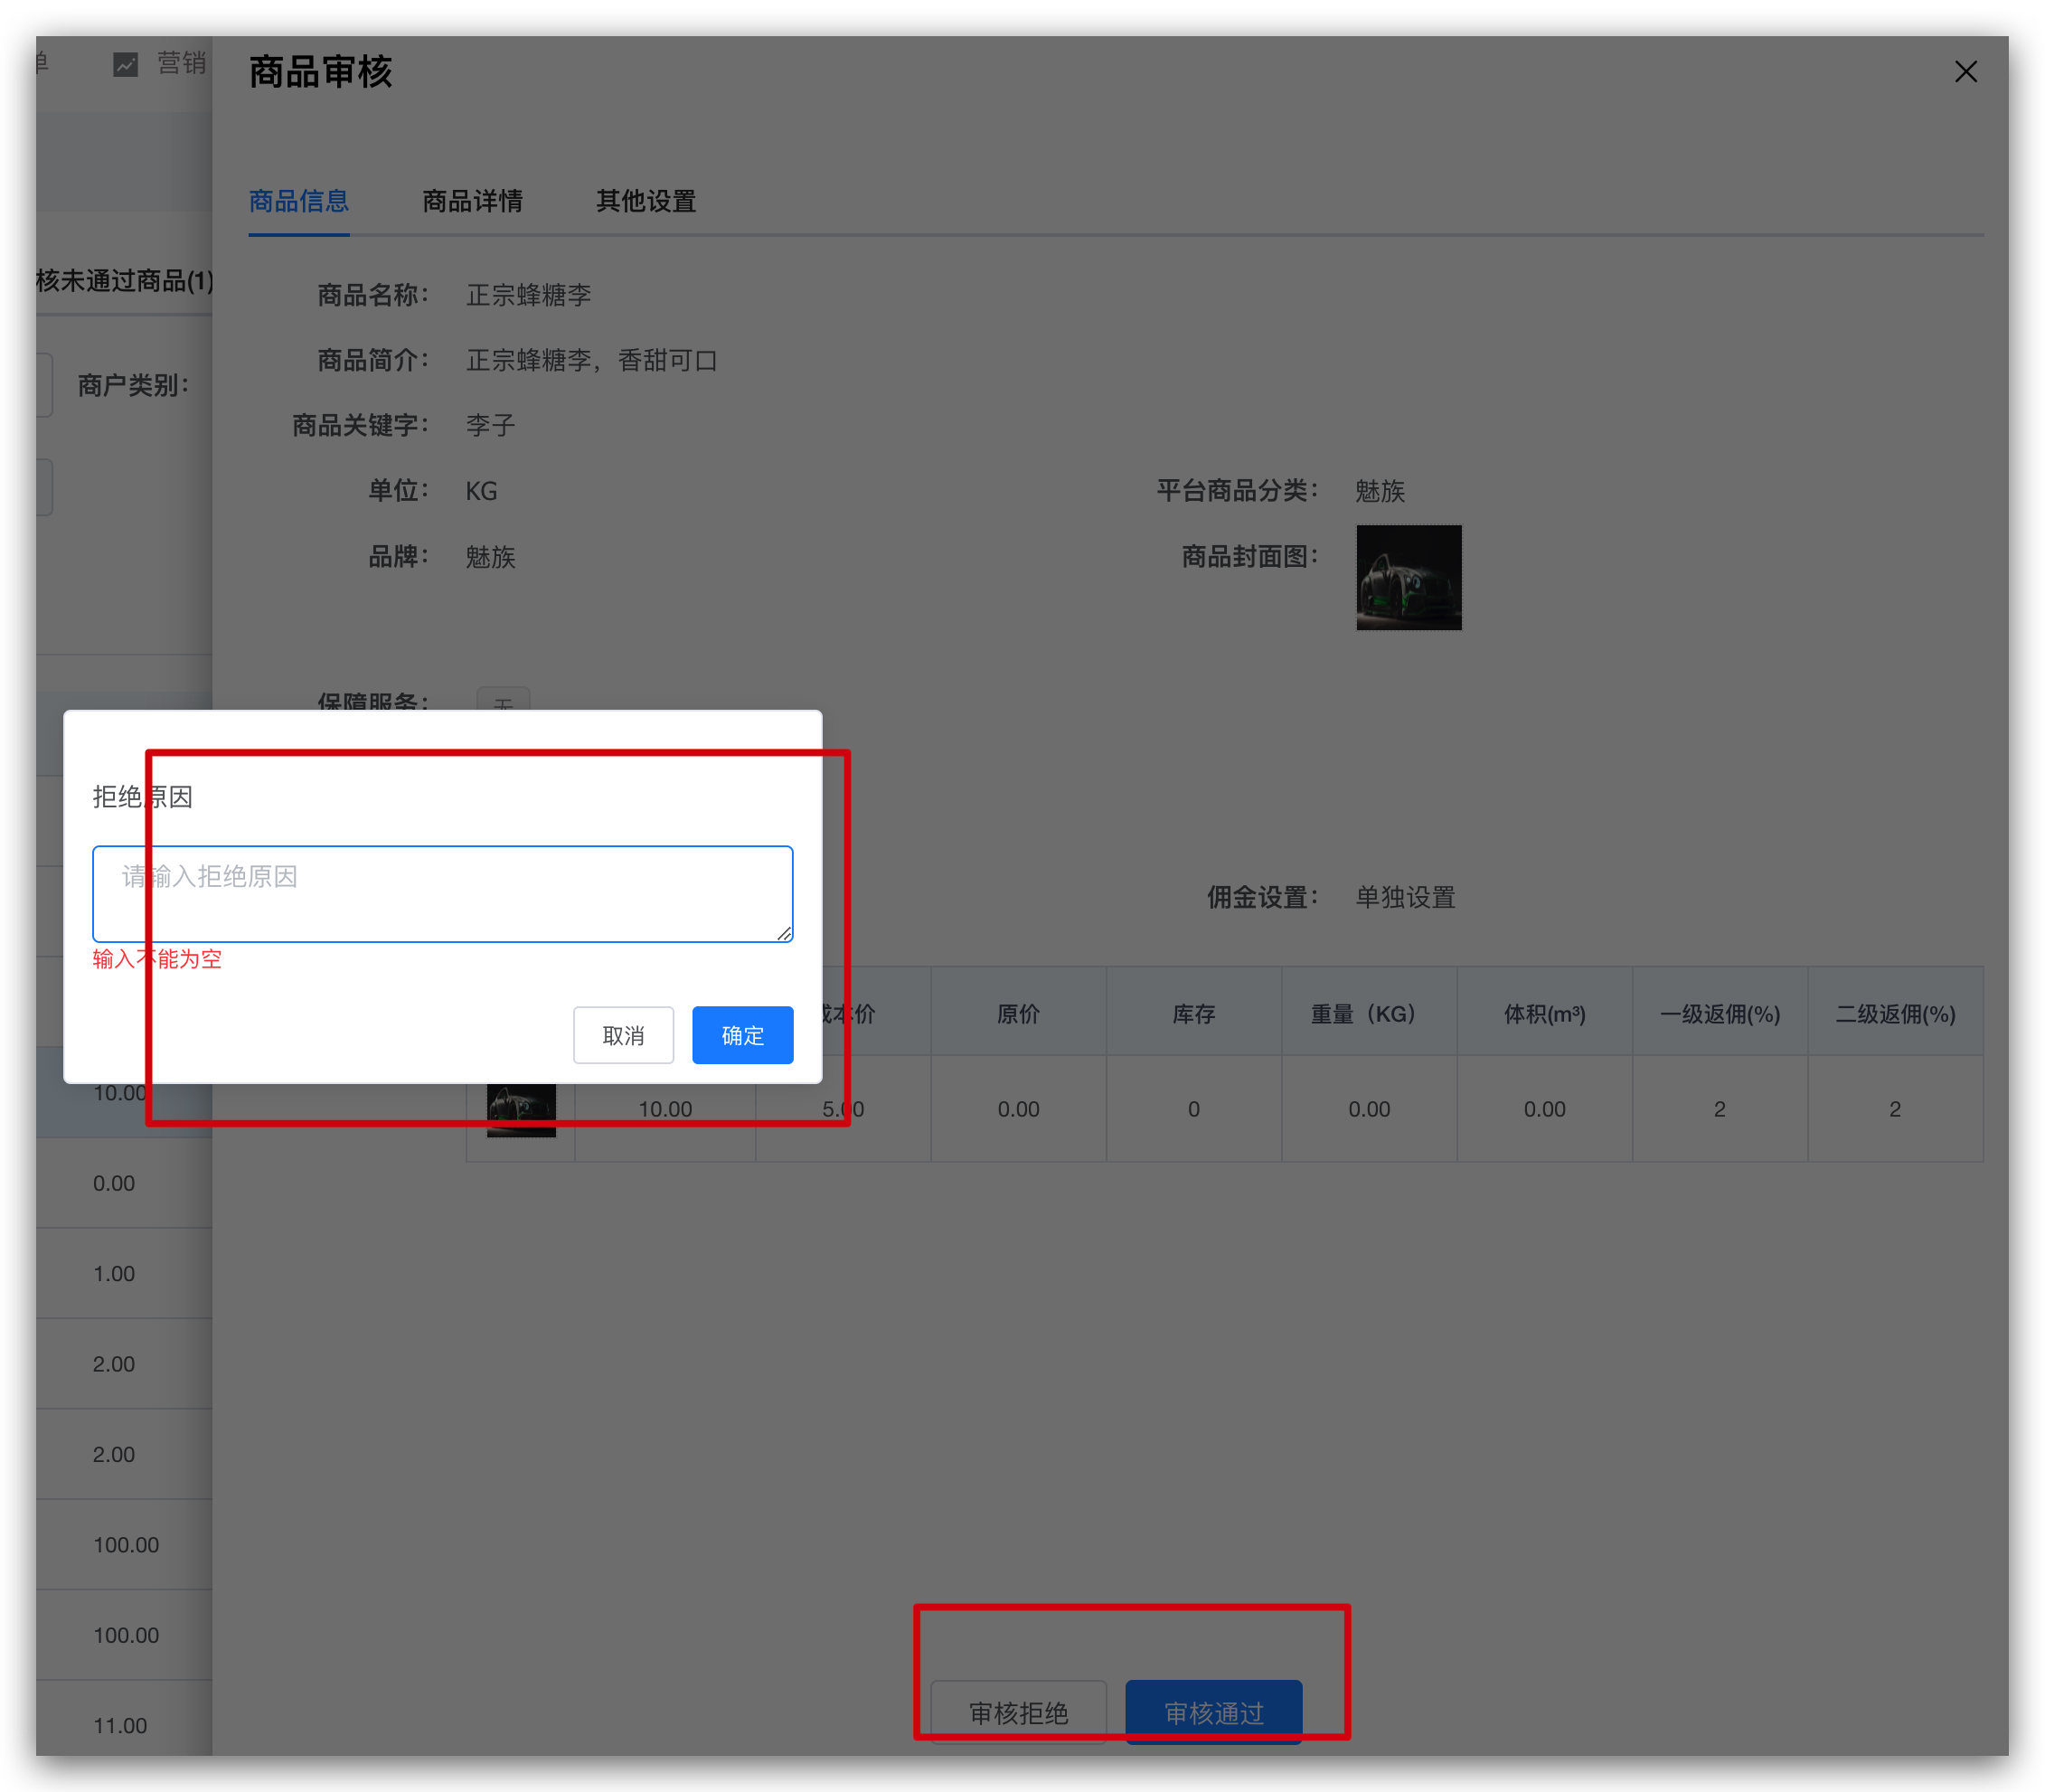 单 营销
商品审核
商品信息 商品详情 其他设置
核未通过商品(1)
商品名称： 正宗蜂糖李
商品简介： 正宗蜂糖李，香甜可口
商户类别：
商品关键字： 李子
单位： KG 平台商品分类： 魅族
品牌： 魅族 商品封面图：
保障服务： 无
拒绝原因
请输入拒绝原因
输入不能为空
取消 确定
佣金设置： 单独设置
成本价 原价 库存 重量（KG） 体积(m³) 一级返佣(%) 二级返佣(%)
10.00
10.00 5.00 0.00 0 0.00 0.00 2 2
0.00
1.00
2.00
2.00
100.00
100.00
11.00
审核拒绝 审核通过